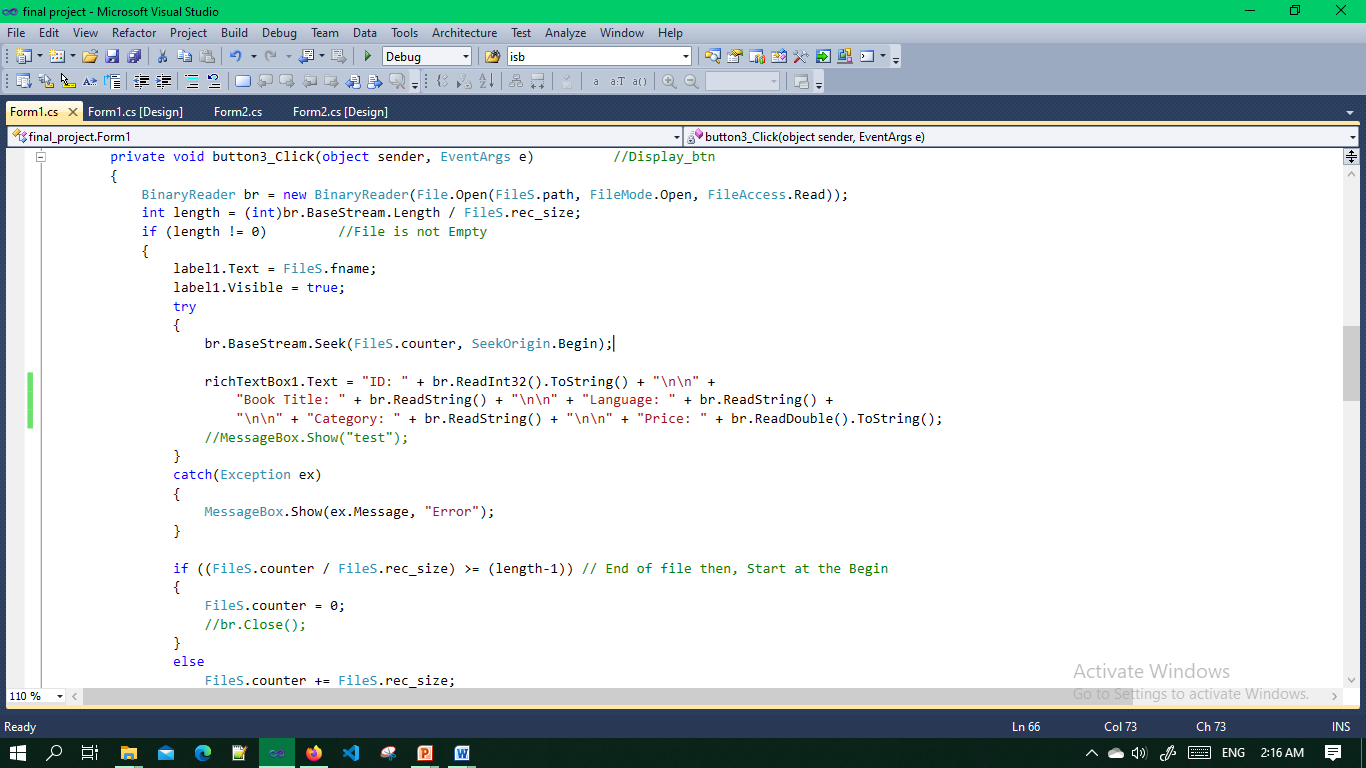 final project - Microsoft Visual Studio
File Edit View Refactor Project Build Debug Team Data Tools Architecture Test Analyze Window Help
Debug isb
Form1.cs Form1.cs [Design] Form2.cs Form2.cs [Design]
final_project.Form1 button3_Click(object sender, EventArgs e)
private void button3_Click(object sender, EventArgs e) //Display_btn
{
BinaryReader br = new BinaryReader(File.Open(FileS.path, FileMode.Open, FileAccess.Read));
int length = (int)br.BaseStream.Length / FileS.rec_size;
if (length != 0) //File is not Empty
{
label1.Text = FileS.fname;
label1.Visible = true;
try
{
br.BaseStream.Seek(FileS.counter, SeekOrigin.Begin);
richTextBox1.Text = "ID: " + br.ReadInt32().ToString() + "\n\n" +
"Book Title: " + br.ReadString() + "\n\n" + "Language: " + br.ReadString() +
"\n\n" + "Category: " + br.ReadString() + "\n\n" + "Price: " + br.ReadDouble().ToString();
//MessageBox.Show("test");
}
catch(Exception ex)
{
MessageBox.Show(ex.Message, "Error");
}
if ((FileS.counter / FileS.rec_size) >= (length-1)) // End of file then, Start at the Begin
{
FileS.counter = 0;
//br.Close();
}
else
FileS.counter += FileS.rec_size;
Activate Windows
Go to Settings to activate Windows.
110 %
Ready Ln 66 Col 73 Ch 73 INS
ENG 2:16 AM